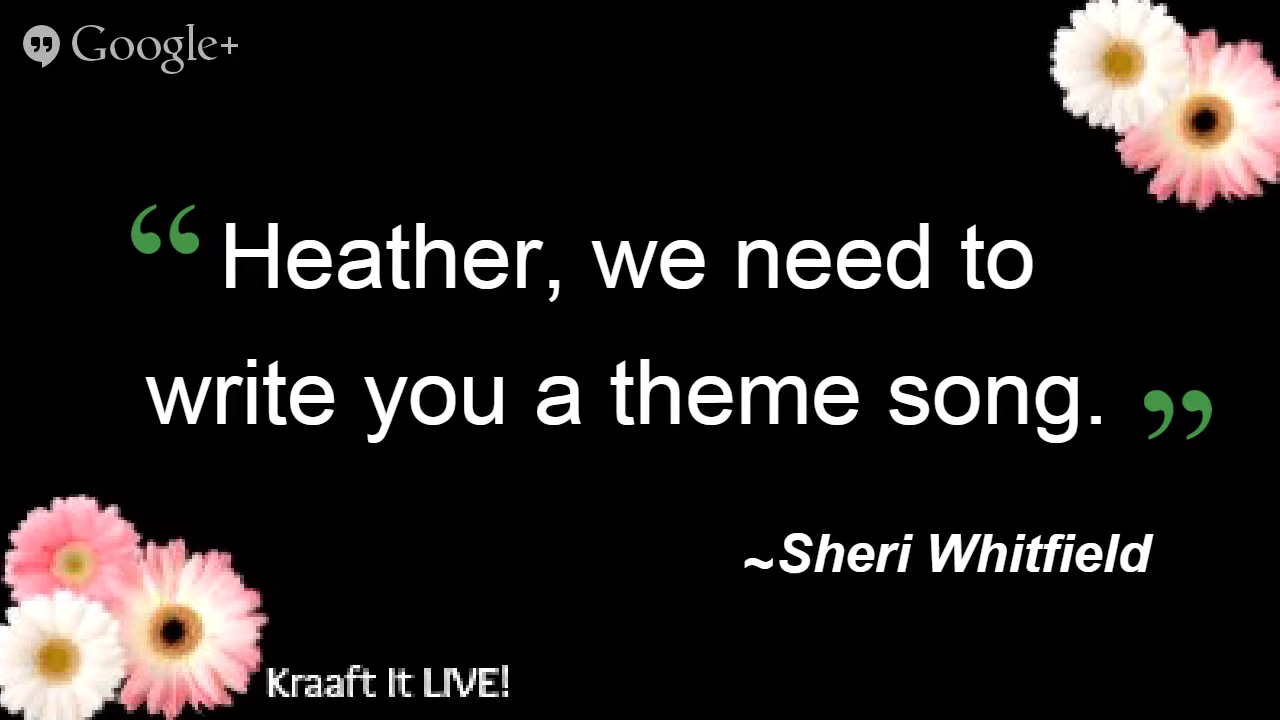 Google+
“Heather, we need to
write you a theme song.”
~Sheri Whitfield
Kraaft It LIVE!